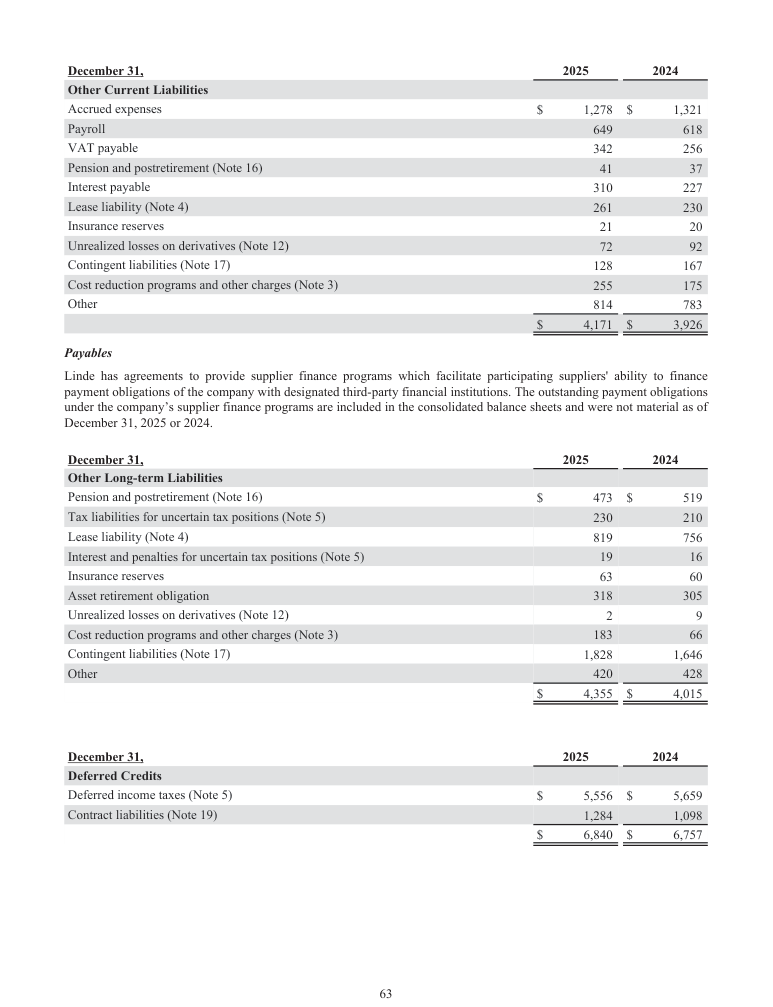 December 31, 2025 2024
Other Current Liabilities
Accrued expenses $ 1,278 $ 1,321
Payroll 649 618
VAT payable 342 256
Pension and postretirement (Note 16) 41 37
Interest payable 310 227
Lease liability (Note 4) 261 230
Insurance reserves 21 20
Unrealized losses on derivatives (Note 12) 72 92
Contingent liabilities (Note 17) 128 167
Cost reduction programs and other charges (Note 3) 255 175
Other 814 783
$ 4,171 $ 3,926
Payables
Linde has agreements to provide supplier finance programs which facilitate participating suppliers' ability to finance
payment obligations of the company with designated third-party financial institutions. The outstanding payment obligations
under the company’s supplier finance programs are included in the consolidated balance sheets and were not material as of
December 31, 2025 or 2024.
December 31, 2025 2024
Other Long-term Liabilities
Pension and postretirement (Note 16) $ 473 $ 519
Tax liabilities for uncertain tax positions (Note 5) 230 210
Lease liability (Note 4) 819 756
Interest and penalties for uncertain tax positions (Note 5) 19 16
Insurance reserves 63 60
Asset retirement obligation 318 305
Unrealized losses on derivatives (Note 12) 2 9
Cost reduction programs and other charges (Note 3) 183 66
Contingent liabilities (Note 17) 1,828 1,646
Other 420 428
$ 4,355 $ 4,015
December 31, 2025 2024
Deferred Credits
Deferred income taxes (Note 5) $ 5,556 $ 5,659
Contract liabilities (Note 19) 1,284 1,098
$ 6,840 $ 6,757
63